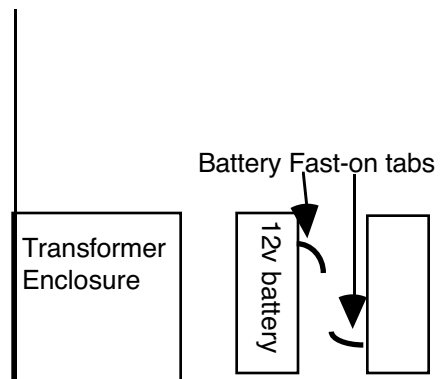 Battery Fast-on tabs
Transformer
Enclosure
12v battery